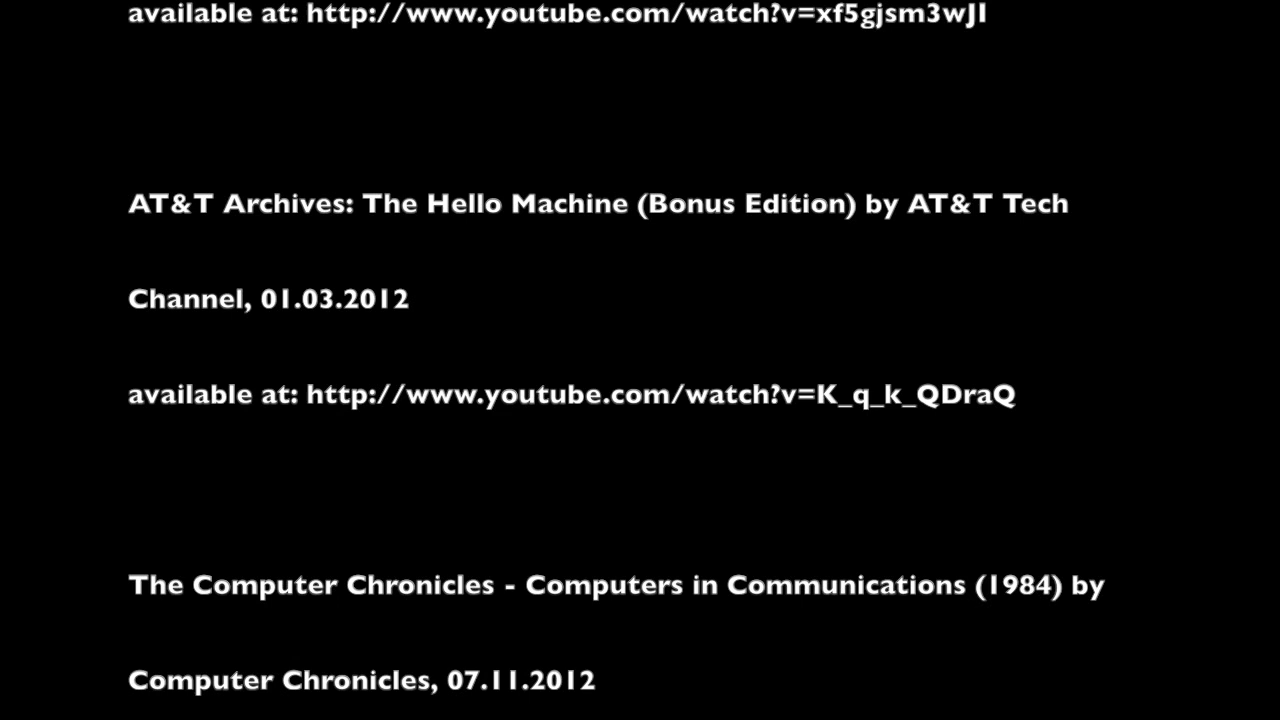 available at: http://www.youtube.com/watch?v=xf5gjsm3wJI
AT&T Archives: The Hello Machine (Bonus Edition) by AT&T Tech
Channel, 01.03.2012
available at: http://www.youtube.com/watch?v=K_q_k_QDraQ
The Computer Chronicles - Computers in Communications (1984) by
Computer Chronicles, 07.11.2012